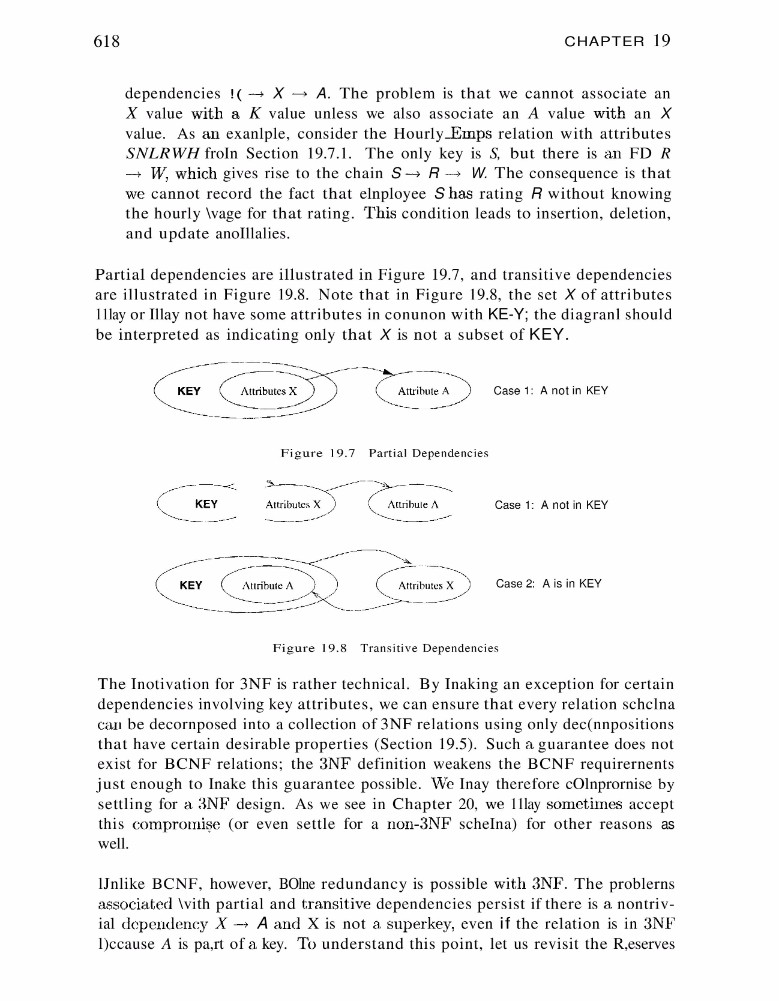 618
CHAPTER 19
dependencies !( → X → A. The problem is that we cannot associate an
X value with a K value unless we also associate an A value with an X
value. As an exanlple, consider the Hourly_Emps relation with attributes
SNLRWH froln Section 19.7.1. The only key is S, but there is an FD R
→ W, which gives rise to the chain S → R → W. The consequence is that
we cannot record the fact that elnployee S has rating R without knowing
the hourly \vage for that rating. This condition leads to insertion, deletion,
and update anoIllalies.
Partial dependencies are illustrated in Figure 19.7, and transitive dependencies
are illustrated in Figure 19.8. Note that in Figure 19.8, the set X of attributes
11lay or Illay not have some attributes in conunon with KE-Y; the diagranl should
be interpreted as indicating only that X is not a subset of KEY.
KEY Attributes X Attribute A Case 1: A not in KEY
Figure 19.7 Partial Dependencies
KEY Attributes X Attribute A Case 1: A not in KEY
KEY Attribute A Attributes X Case 2: A is in KEY
Figure 19.8 Transitive Dependencies
The Inotivation for 3NF is rather technical. By Inaking an exception for certain
dependencies involving key attributes, we can ensure that every relation schclna
can be decornposed into a collection of 3NF relations using only dec(nnpositions
that have certain desirable properties (Section 19.5). Such a guarantee does not
exist for BCNF relations; the 3NF definition weakens the BCNF requirernents
just enough to Inake this guarantee possible. We Inay therefore cOlnprornise by
settling for a 3NF design. As we see in Chapter 20, we 11lay sometimes accept
this compromise (or even settle for a non-3NF scheIna) for other reasons as
well.
lJnlike BCNF, however, BOlne redundancy is possible with 3NF. The problerns
associated \vith partial and transitive dependencies persist if there is a nontriv-
ial dependency X → A and X is not a superkey, even if the relation is in 3NF
l)ccause A is pa,rt of a key. To understand this point, let us revisit the R,eserves